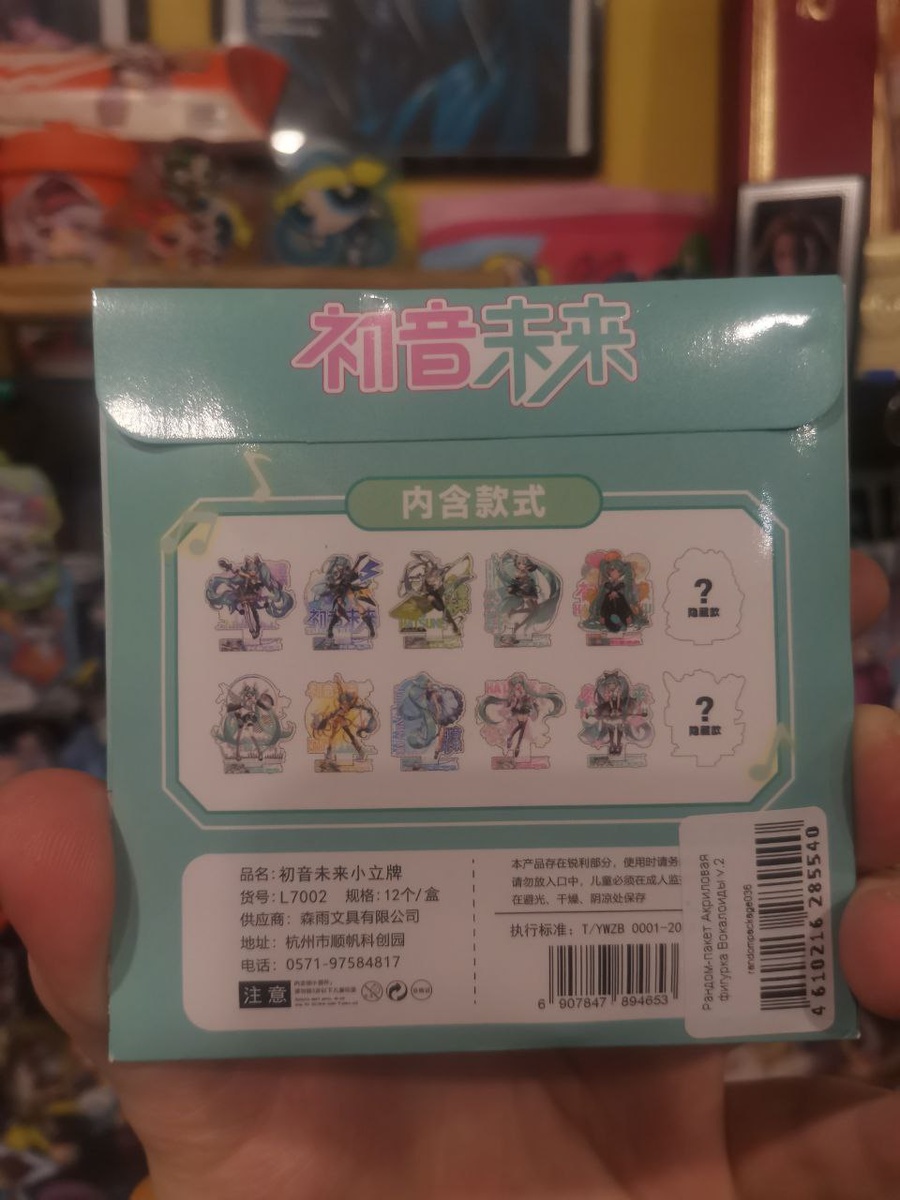 初音未来
内含款式
初音未来
?
隐藏款
?
隐藏款
品名：初音未来小立牌
货号：L7002 规格：12个/盒
供应商：森雨文具有限公司
地址：杭州市顺帆科创园
电话：0571-97584817
注意
本产品存在锐利部分，使用时请务
请勿放入口中，儿童必须在成人监
在避光、干燥、阴凉处保存
执行标准：T/YWZB 0001-20
6 907847 894653
Рандом-пакет Акриловая
фигурка Вокалоиды v.2
randompackage036
4 610216 285540